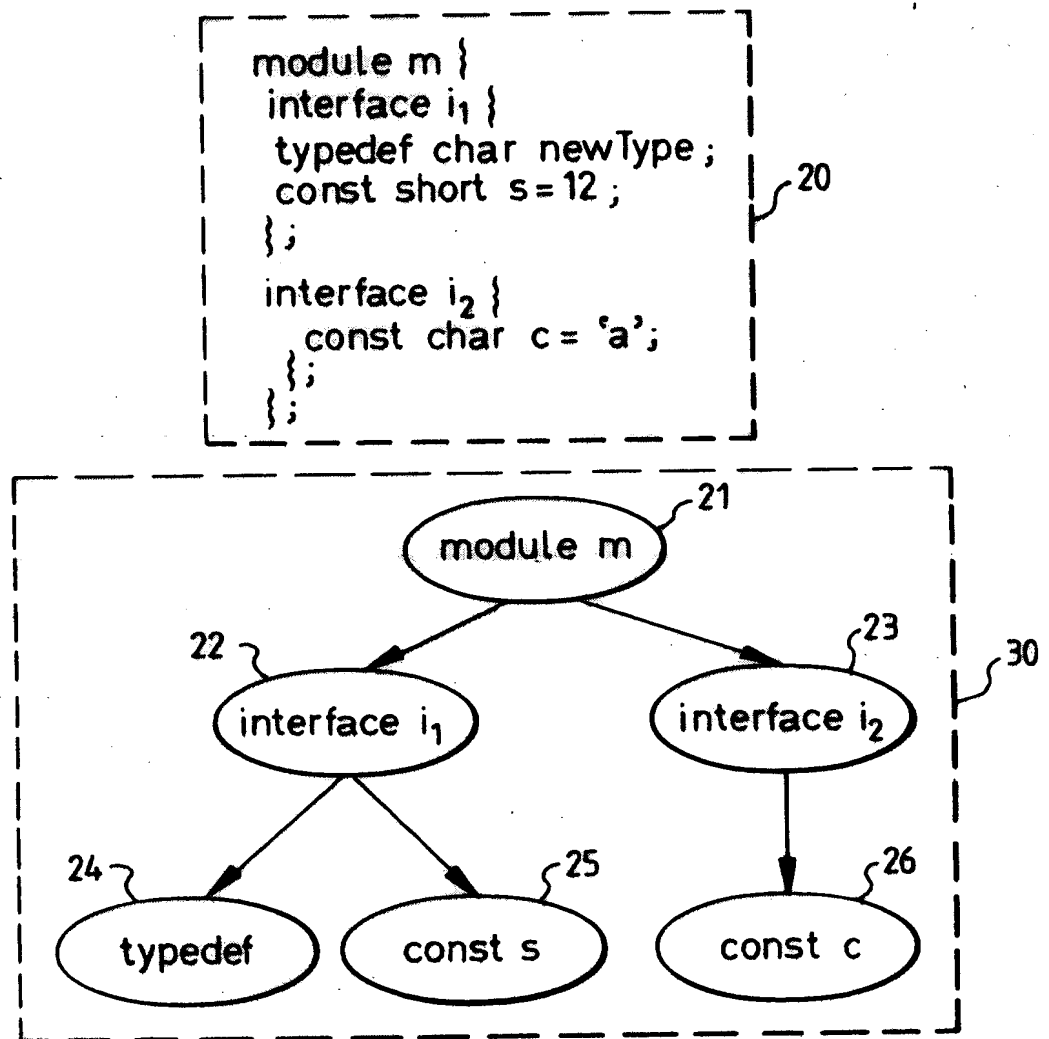 module m {
interface i₁ }
typedef char newType ;
const short s = 12 ;
} ;
interface i₂ {
const char c = ‘a’;
} ;
} ;
20
21
module m
22
23
30
interface i₁
interface i₂
24
25
26
typedef
const s
const c